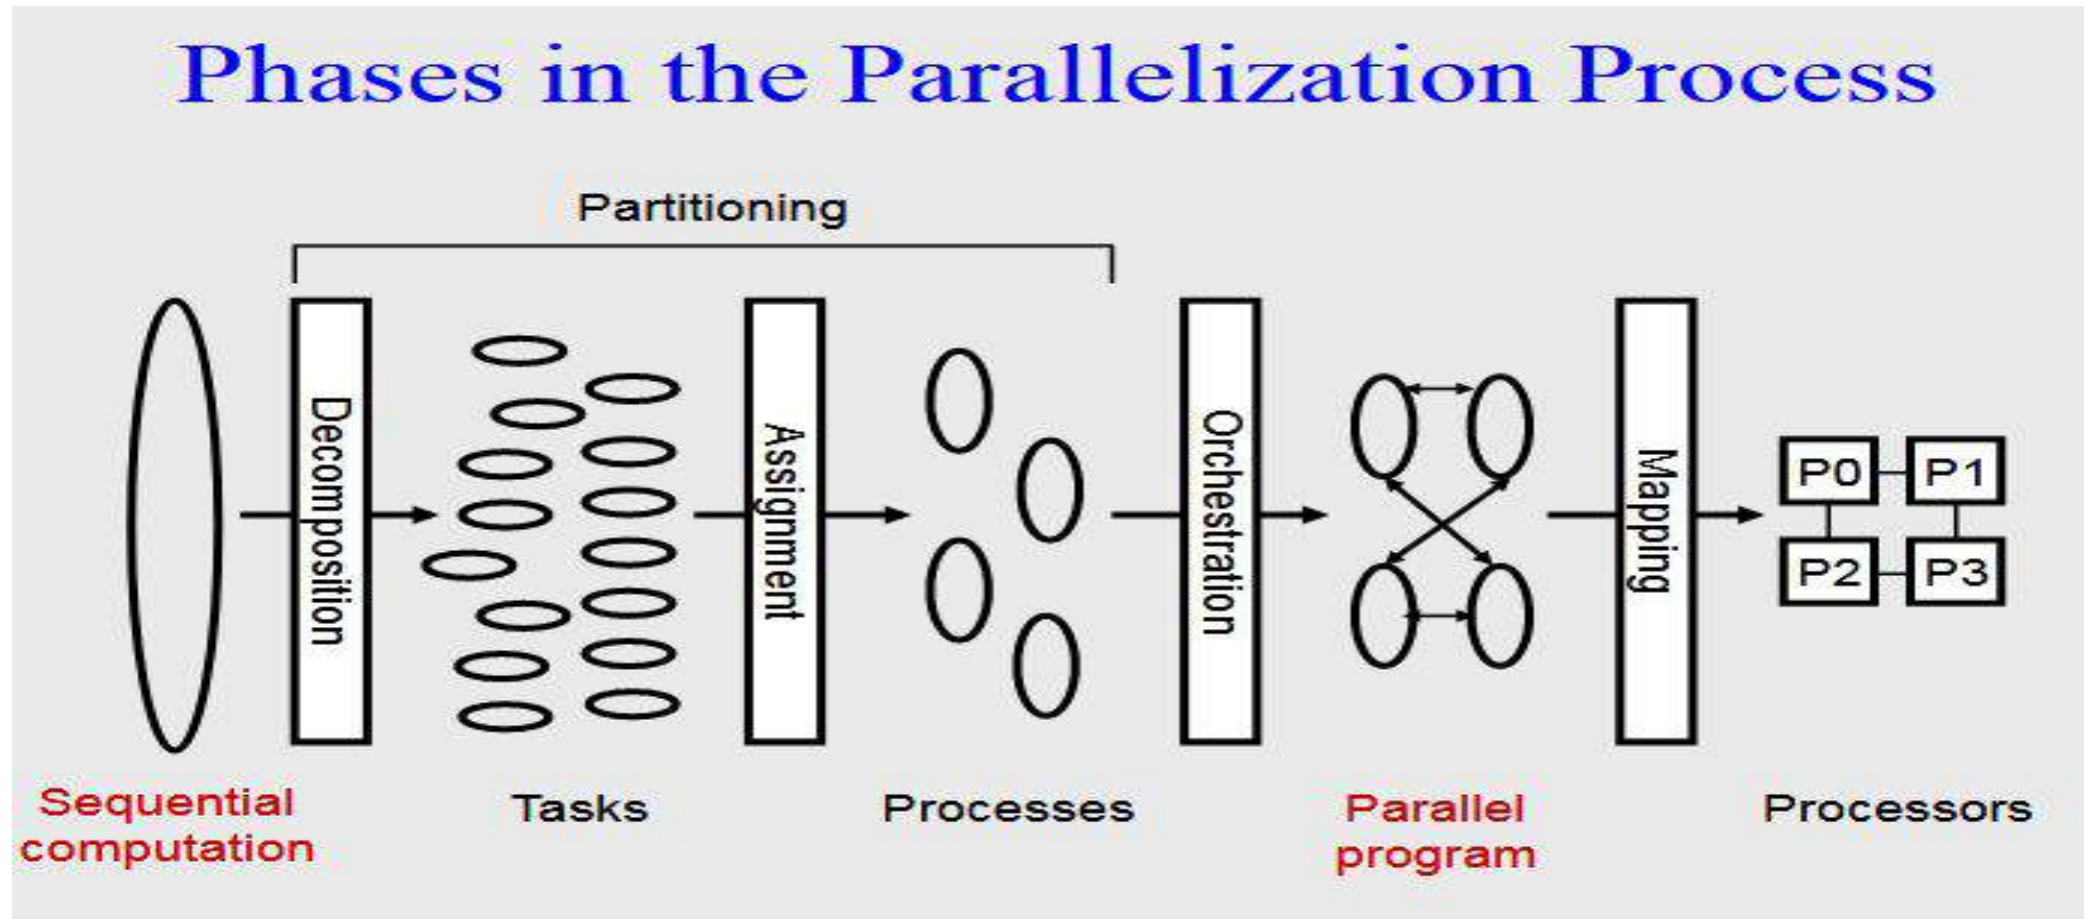 Phases in the Parallelization Process
Partitioning
Decomposition
Assignment
Orchestration
Mapping
P0
P1
P2
P3
Sequential
computation
Tasks
Processes
Parallel
program
Processors